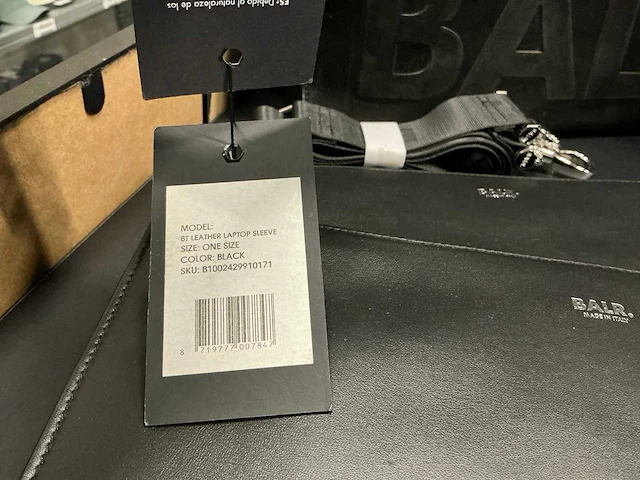 ES: Debido al naturaleza de los
BAL
MODEL:
BT LEATHER LAPTOP SLEEVE
SIZE: ONE SIZE
COLOR: BLACK
SKU: B1002429910171
8 719777 007847
BALR.
BALR.
MADE IN ITALY